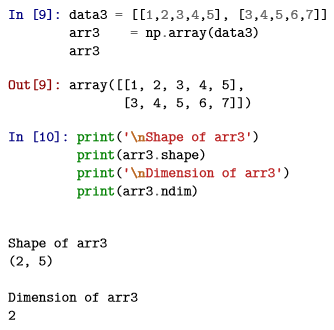 In [9]: data3 = [[1,2,3,4,5], [3,4,5,6,7]]
arr3 = np.array(data3)
arr3
Out[9]: array([[1, 2, 3, 4, 5],
[3, 4, 5, 6, 7]])
In [10]: print('\nShape of arr3')
print(arr3.shape)
print('\nDimension of arr3')
print(arr3.ndim)
Shape of arr3
(2, 5)
Dimension of arr3
2